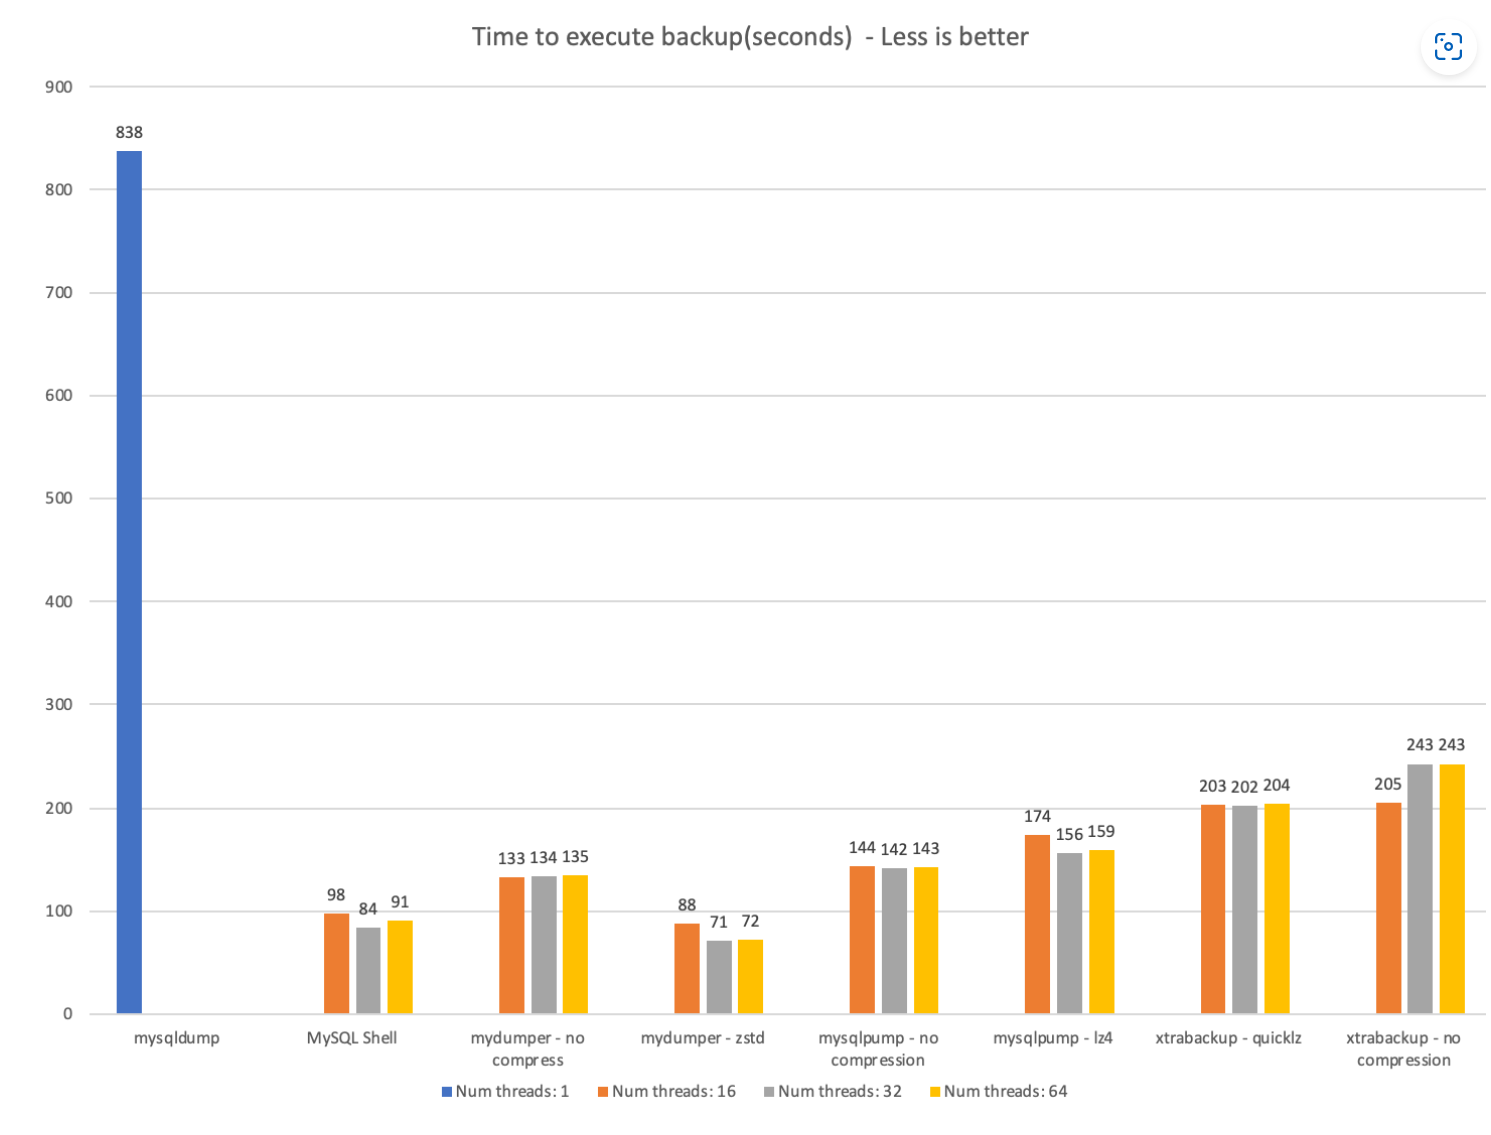 Time to execute backup(seconds)  - Less is better
900
838
800
700
600
500
400
300
243 243
205
203 202 204
200
174
156 159
144 142 143
133 134 135
100
98 84 91
88 71 72
0
mysqldump
MySQL Shell
mydumper - no
compress
mydumper - zstd
mysqlpump - no
compression
mysqlpump - lz4
xtrabackup - quicklz
xtrabackup - no
compression
Num threads: 1
Num threads: 16
Num threads: 32
Num threads: 64